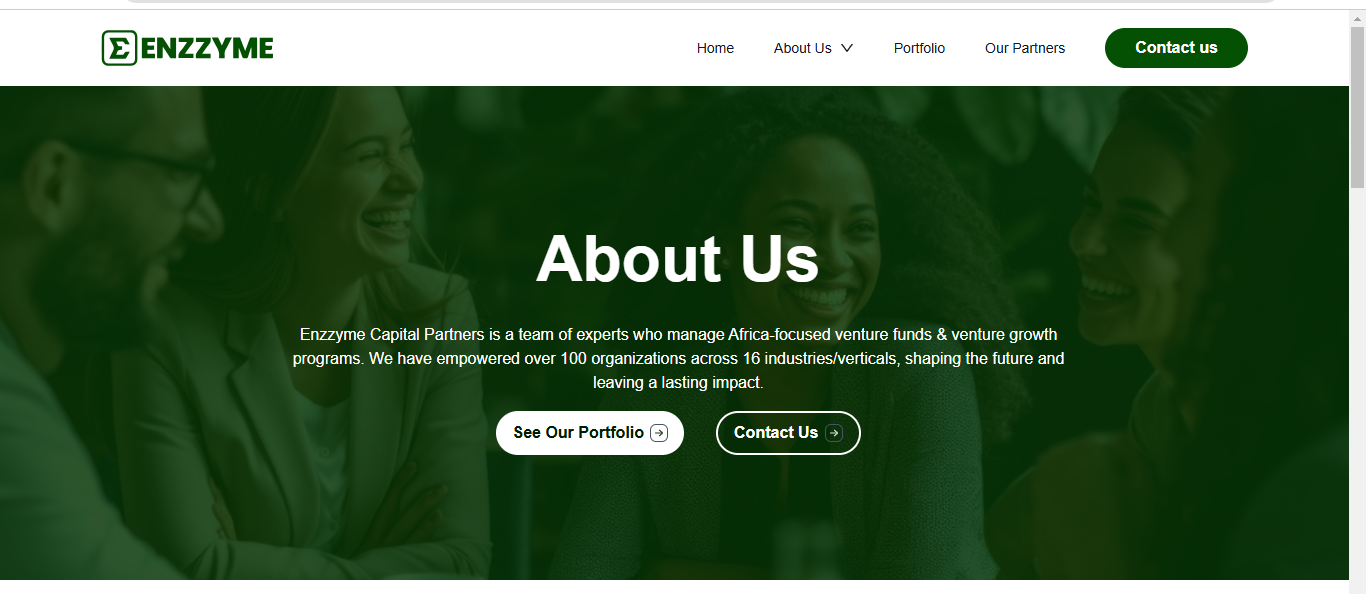 ENZZYME
Home
About Us
Portfolio
Our Partners
Contact us
About Us
Enzzyme Capital Partners is a team of experts who manage Africa-focused venture funds & venture growth
programs. We have empowered over 100 organizations across 16 industries/verticals, shaping the future and
leaving a lasting impact.
See Our Portfolio
Contact Us